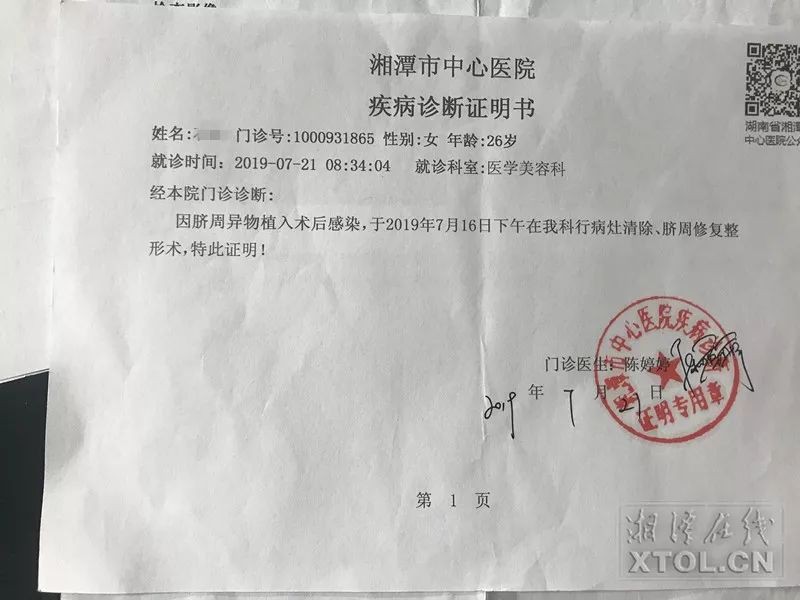 湘潭市中心医院
疾病诊断证明书
姓名: 门诊号:1000931865 性别:女 年龄:26岁
就诊时间: 2019-07-21 08:34:04 就诊科室:医学美容科
经本院门诊诊断:
因脐周异物植入术后感染,于2019年7月16日下午在我科行病灶清除、脐周修复整
形术,特此证明!
门诊医生: 陈婷婷
2019 年 7 月 21 日
证明专用章
第 1 页
湖南省湘潭
中心医院公众
湘潭在线
XTOL.CN